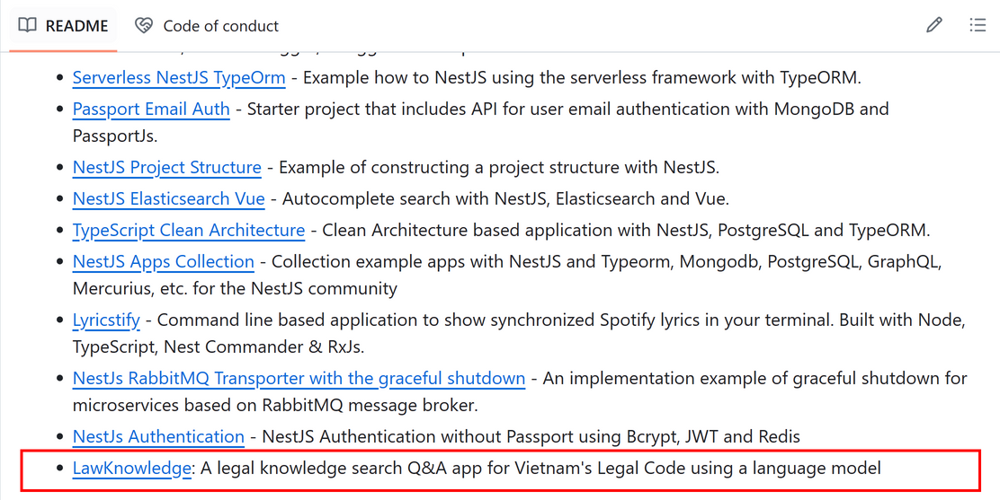 README Code of conduct
Serverless NestJS TypeOrm - Example how to NestJS using the serverless framework with TypeORM.
Passport Email Auth - Starter project that includes API for user email authentication with MongoDB and
PassportJs.
NestJS Project Structure - Example of constructing a project structure with NestJS.
NestJS Elasticsearch Vue - Autocomplete search with NestJS, Elasticsearch and Vue.
TypeScript Clean Architecture - Clean Architecture based application with NestJS, PostgreSQL and TypeORM.
NestJS Apps Collection - Collection example apps with NestJS and Typeorm, Mongodb, PostgreSQL, GraphQL,
Mercurius, etc. for the NestJS community
Lyricstify - Command line based application to show synchronized Spotify lyrics in your terminal. Built with Node,
TypeScript, Nest Commander & RxJs.
NestJs RabbitMQ Transporter with the graceful shutdown - An implementation example of graceful shutdown for
microservices based on RabbitMQ message broker.
NestJs Authentication - NestJS Authentication without Passport using Bcrypt, JWT and Redis
LawKnowledge: A legal knowledge search Q&A app for Vietnam's Legal Code using a language model